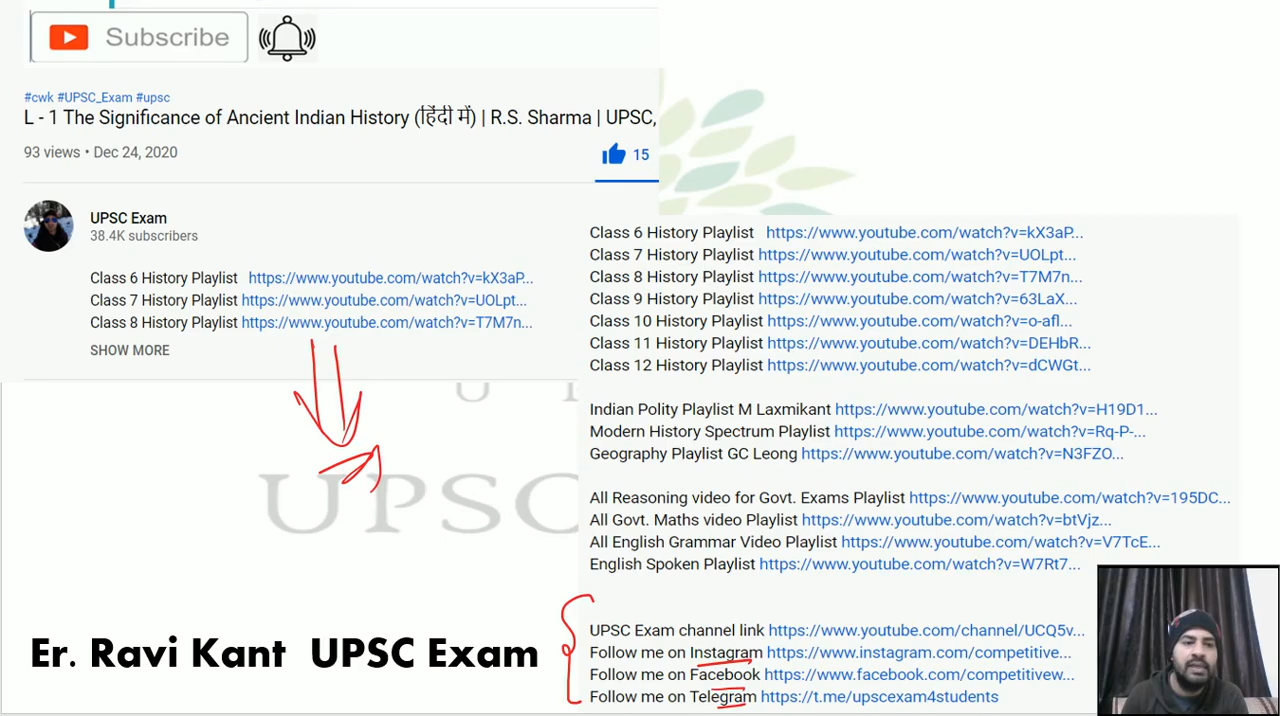 Subscribe
#cwk #UPSC_Exam #upsc
L - 1 The Significance of Ancient Indian History (हिंदी में) | R.S. Sharma | UPSC,
93 views • Dec 24, 2020
15
UPSC Exam
38.4K subscribers
Class 6 History Playlist https://www.youtube.com/watch?v=kX3aP...
Class 7 History Playlist https://www.youtube.com/watch?v=UOLpt...
Class 8 History Playlist https://www.youtube.com/watch?v=T7M7n...
SHOW MORE
UPSC
Er. Ravi Kant UPSC Exam
Class 6 History Playlist https://www.youtube.com/watch?v=kX3aP...
Class 7 History Playlist https://www.youtube.com/watch?v=UOLpt...
Class 8 History Playlist https://www.youtube.com/watch?v=T7M7n...
Class 9 History Playlist https://www.youtube.com/watch?v=63LaX...
Class 10 History Playlist https://www.youtube.com/watch?v=o-afl...
Class 11 History Playlist https://www.youtube.com/watch?v=DEHbR...
Class 12 History Playlist https://www.youtube.com/watch?v=dCWGt...
Indian Polity Playlist M Laxmikant https://www.youtube.com/watch?v=H19D1...
Modern History Spectrum Playlist https://www.youtube.com/watch?v=Rq-P-...
Geography Playlist GC Leong https://www.youtube.com/watch?v=N3FZO...
All Reasoning video for Govt. Exams Playlist https://www.youtube.com/watch?v=195DC...
All Govt. Maths video Playlist https://www.youtube.com/watch?v=btVjz...
All English Grammar Video Playlist https://www.youtube.com/watch?v=V7TcE...
English Spoken Playlist https://www.youtube.com/watch?v=W7Rt7...
UPSC Exam channel link https://www.youtube.com/channel/UCQ5v...
Follow me on Instagram https://www.instagram.com/competitive...
Follow me on Facebook https://www.facebook.com/competitivew...
Follow me on Telegram https://t.me/upscexam4students